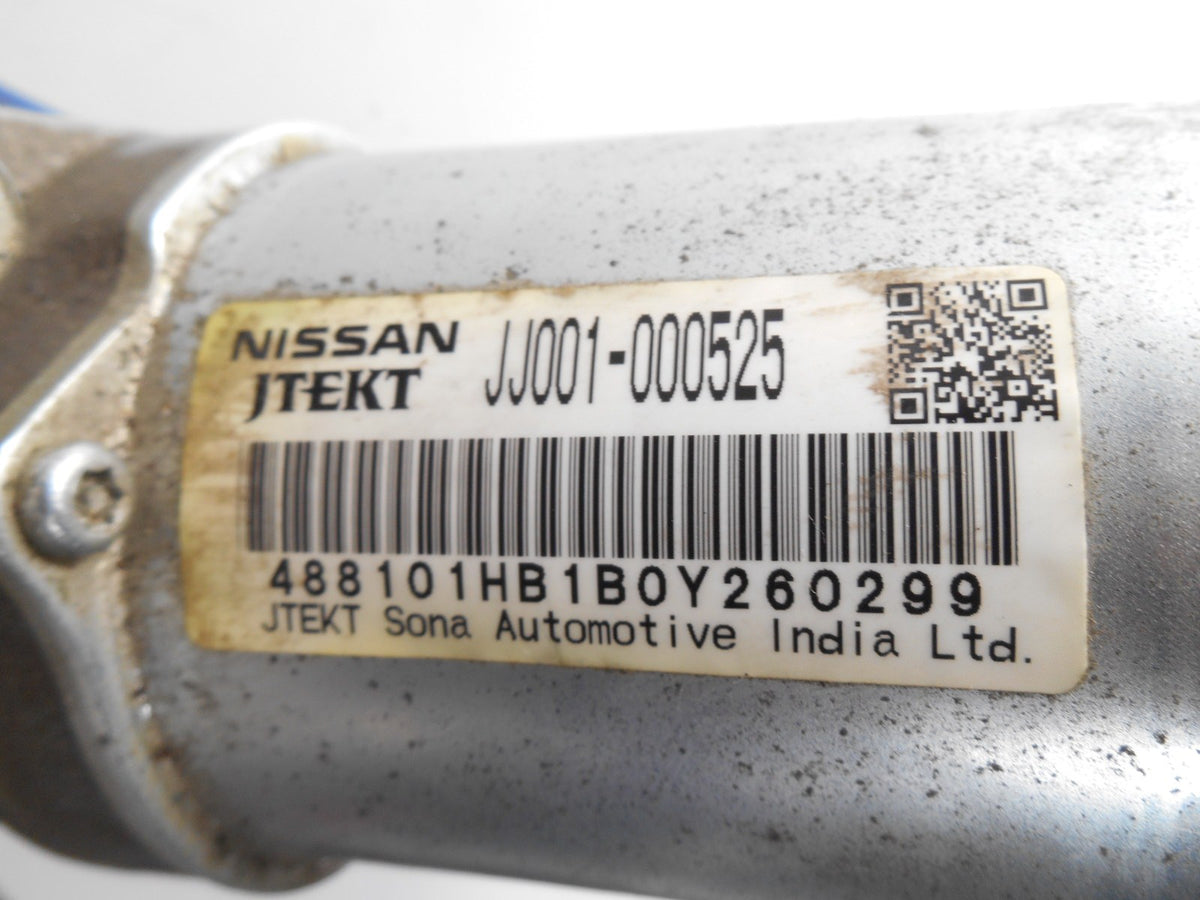 NISSAN JJ001-000525
JTEKT
488101HB1B0Y260299
JTEKT Sona Automotive India Ltd.